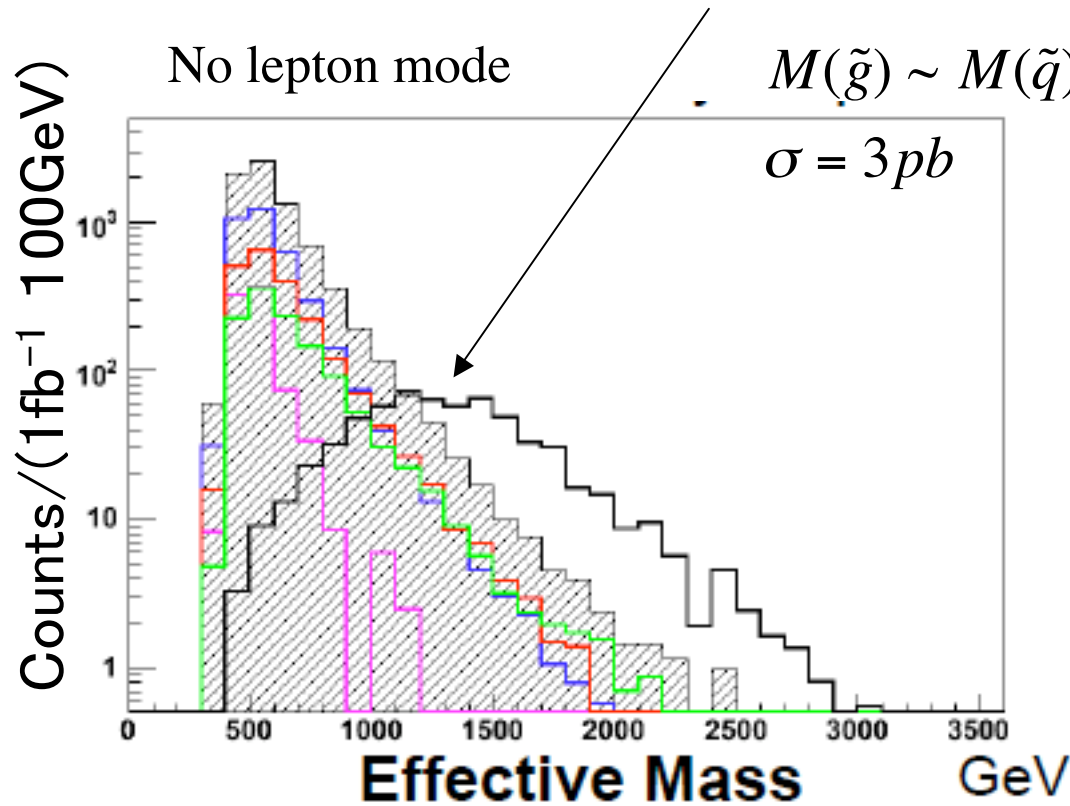 No lepton mode
M(g̃) ~ M(q̃)
σ = 3pb
Counts/(1fb⁻¹ 100GeV)
10³
10²
10
1
0 500 1000 1500 2000 2500 3000 3500
Effective Mass GeV